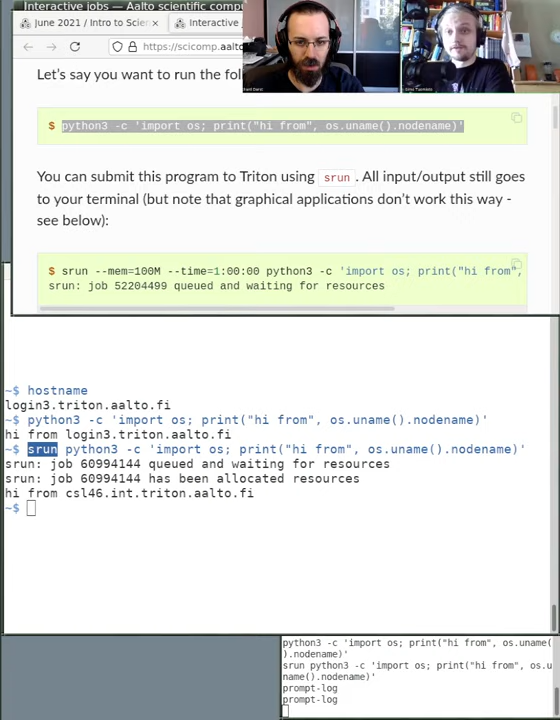 Interactive jobs — Aalto scientific compu
June 2021 / Intro to Scien ×
Interactive
https://scicomp.aalto
Let's say you want to run the fol
$ python3 -c 'import os; print("hi from", os.uname().nodename)'
You can submit this program to Triton using srun. All input/output still goes
to your terminal (but note that graphical applications don't work this way -
see below):
$ srun --mem=100M --time=1:00:00 python3 -c 'import os; print("hi from",
srun: job 52204499 queued and waiting for resources
~$ hostname
login3.triton.aalto.fi
~$ python3 -c 'import os; print("hi from", os.uname().nodename)'
hi from login3.triton.aalto.fi
~$ srun python3 -c 'import os; print("hi from", os.uname().nodename)'
srun: job 60994144 queued and waiting for resources
srun: job 60994144 has been allocated resources
hi from csl46.int.triton.aalto.fi
~$
python3 -c 'import os; print("hi from", os.uname(
).nodename)'
srun python3 -c 'import os; print("hi from", os.u
name().nodename)'
prompt-log
prompt-log